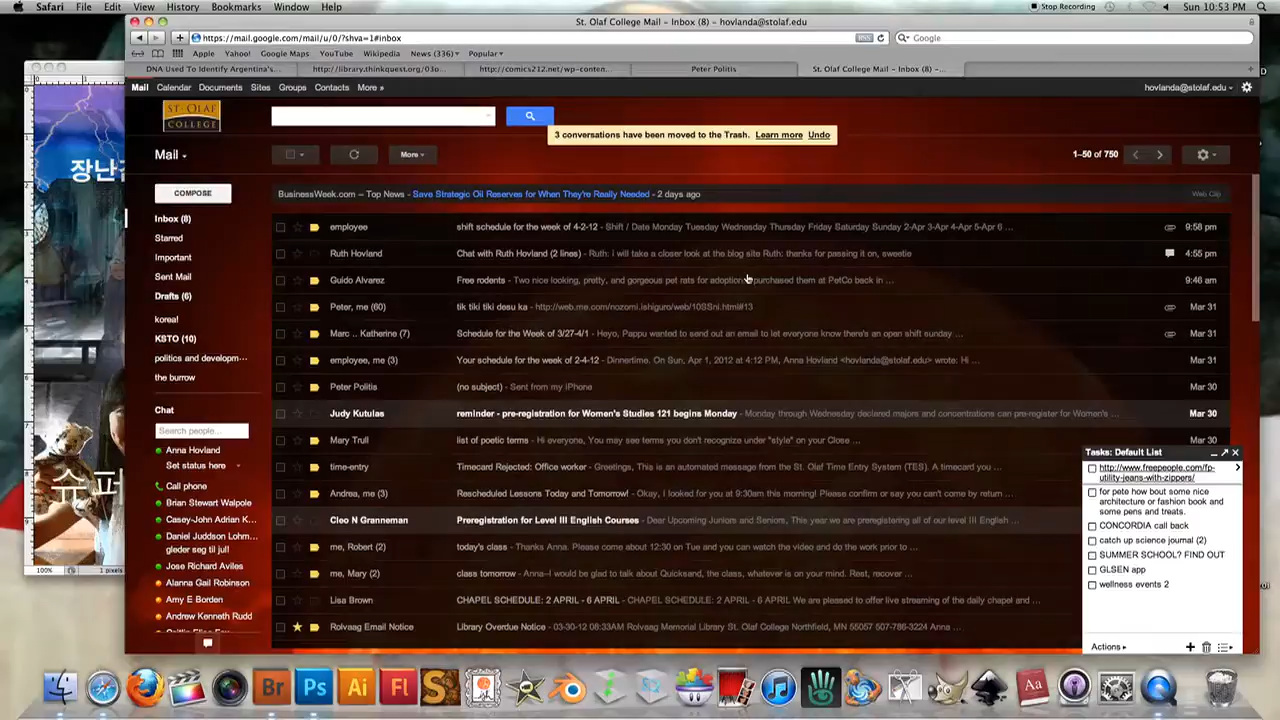 Safari File Edit View History Bookmarks Window Help
Stop Recording Sun 10:53 PM
St. Olaf College Mail – Inbox (8) – hovlanda@stolaf.edu
https://mail.google.com/mail/u/0/?shva=1#inbox RSS Google
Apple Yahoo! Google Maps YouTube Wikipedia News (336) Popular
DNA Used To Identify Argentina's... http://library.thinkquest.org/03o... http://comics212.net/wp-conten... Peter Politis St. Olaf College Mail – Inbox (8) –...
Mail Calendar Documents Sites Groups Contacts More hovlanda@stolaf.edu
ST. OLAF
COLLEGE
3 conversations have been moved to the Trash. Learn more Undo
Mail More 1–50 of 750
COMPOSE
BusinessWeek.com – Top News - Save Strategic Oil Reserves for When They're Really Needed - 2 days ago Web Clip
Inbox (8)
Starred
Important
Sent Mail
Drafts (6)
korea!
KSTO (10)
politics and developm...
the burrow
employee shift schedule for the week of 4-2-12 - Shift / Date Monday Tuesday Wednesday Thursday Friday Saturday Sunday 2-Apr 3-Apr 4-Apr 5-Apr 6 ... 9:58 pm
Ruth Hovland Chat with Ruth Hovland (2 lines) - Ruth: I will take a closer look at the blog site Ruth: thanks for passing it on, sweetie 4:55 pm
Guido Alvarez Free rodents - Two nice looking, pretty, and gorgeous pet rats for adoption purchased them at PetCo back in ... 9:46 am
Peter, me (60) tik tiki tiki desu ka - http://web.me.com/nozomi.ishiguro/web/10SSni.html#13 Mar 31
Marc .. Katherine (7) Schedule for the Week of 3/27-4/1 - Heyo, Pappu wanted to send out an email to let everyone know there's an open shift sunday ... Mar 31
employee, me (3) Your schedule for the week of 2-4-12 - Dinnertime. On Sun, Apr 1, 2012 at 4:12 PM, Anna Hovland <hovlanda@stolaf.edu> wrote: Hi ... Mar 31
Peter Politis (no subject) - Sent from my iPhone Mar 30
Judy Kutulas reminder - pre-registration for Women's Studies 121 begins Monday - Monday through Wednesday declared majors and concentrations can pre-register for Women's ... Mar 30
Mary Trull list of poetic terms - Hi everyone, You may see terms you don't recognize under "style" on your Close ... Mar 30
time-entry Timecard Rejected: Office worker - Greetings, This is an automated message from the St. Olaf Time Entry System (TES). A timecard you ...
Andrea, me (3) Rescheduled Lessons Today and Tomorrow! - Okay, I looked for you at 9:30am this morning! Please confirm or say you can't come by return ...
Cleo N Granneman Preregistration for Level III English Courses - Dear Upcoming Juniors and Seniors, This year we are preregistering all of our level III English ...
me, Robert (2) today's class - Thanks Anna. Please come about 12:30 on Tue and you can watch the video and do the work prior to ...
me, Mary (2) class tomorrow - Anna--I would be glad to talk about Quicksand, the class, whatever is on your mind. Rest, recover ...
Lisa Brown CHAPEL SCHEDULE: 2 APRIL - 6 APRIL - CHAPEL SCHEDULE: 2 APRIL - 6 APRIL We are pleased to offer live streaming of the daily chapel and ...
Rolvaag Email Notice Library Overdue Notice - 03-30-12 08:33AM Rolvaag Memorial Library St. Olaf College Northfield, MN 55057 507-786-3224 Anna ...
Chat
Search people...
Anna Hovland
Set status here
Call phone
Brian Stewart Walpole
Casey-John Adrian K...
Daniel Juddson Lohm...
gleder seg til jul!
Jose Richard Aviles
Alanna Gail Robinson
Amy E Borden
Andrew Kenneth Rudd
Tasks: Default List
http://www.freepeople.com/fp-
utility-jeans-with-zippers/
for pete how bout some nice
architecture or fashion book and
some pens and treats.
CONCORDIA call back
catch up science journal (2)
SUMMER SCHOOL? FIND OUT
GLSEN app
wellness events 2
Actions
장난
슈퍼
100% 1 pixels
Br Ps Ai Fl Aa